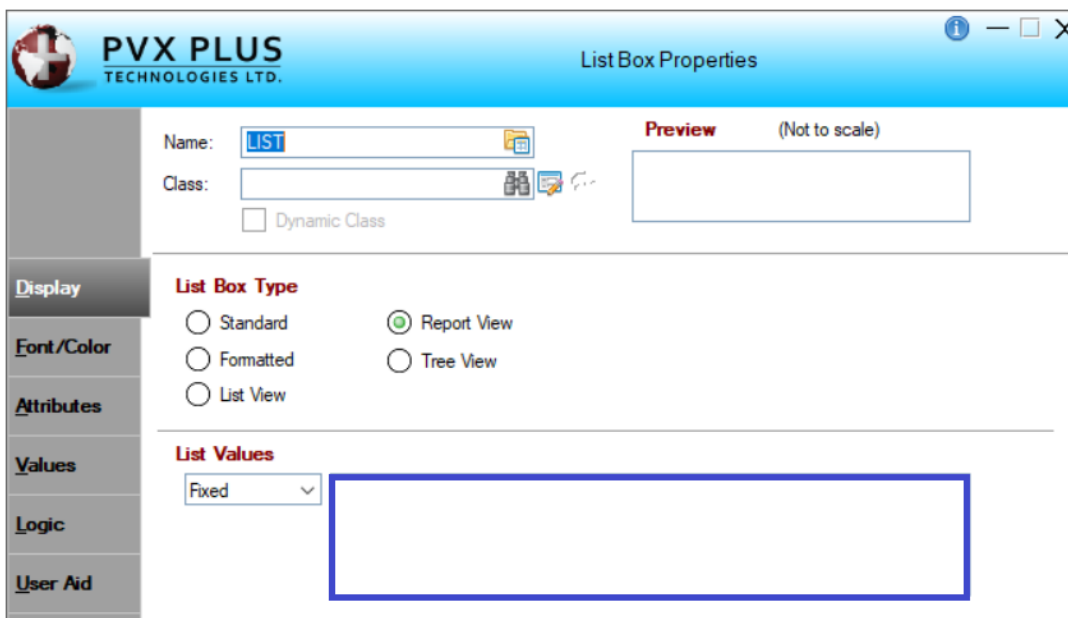 PVX PLUS
TECHNOLOGIES LTD.
List Box Properties
Name: LIST
Preview (Not to scale)
Class:
Dynamic Class
Display
List Box Type
Standard Report View
Font/Color
Formatted Tree View
List View
Attributes
List Values
Values
Fixed
Logic
User Aid